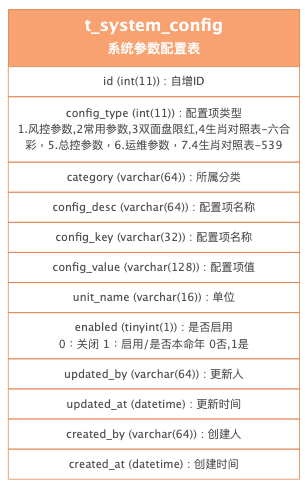 t_system_config
系统参数配置表
id (int(11)) : 自增ID
config_type (int(11)) : 配置项类型
1.风控参数,2常用参数,3双面盘限红,4生肖对照表-六合
彩，5.总控参数，6.运维参数，7.4生肖对照表-539
category (varchar(64)) : 所属分类
config_desc (varchar(64)) : 配置项名称
config_key (varchar(32)) : 配置项名称
config_value (varchar(128)) : 配置项值
unit_name (varchar(16)) : 单位
enabled (tinyint(1)) : 是否启用
0：关闭 1：启用/是否本命年 0否,1是
updated_by (varchar(64)) : 更新人
updated_at (datetime) : 更新时间
created_by (varchar(64)) : 创建人
created_at (datetime) : 创建时间